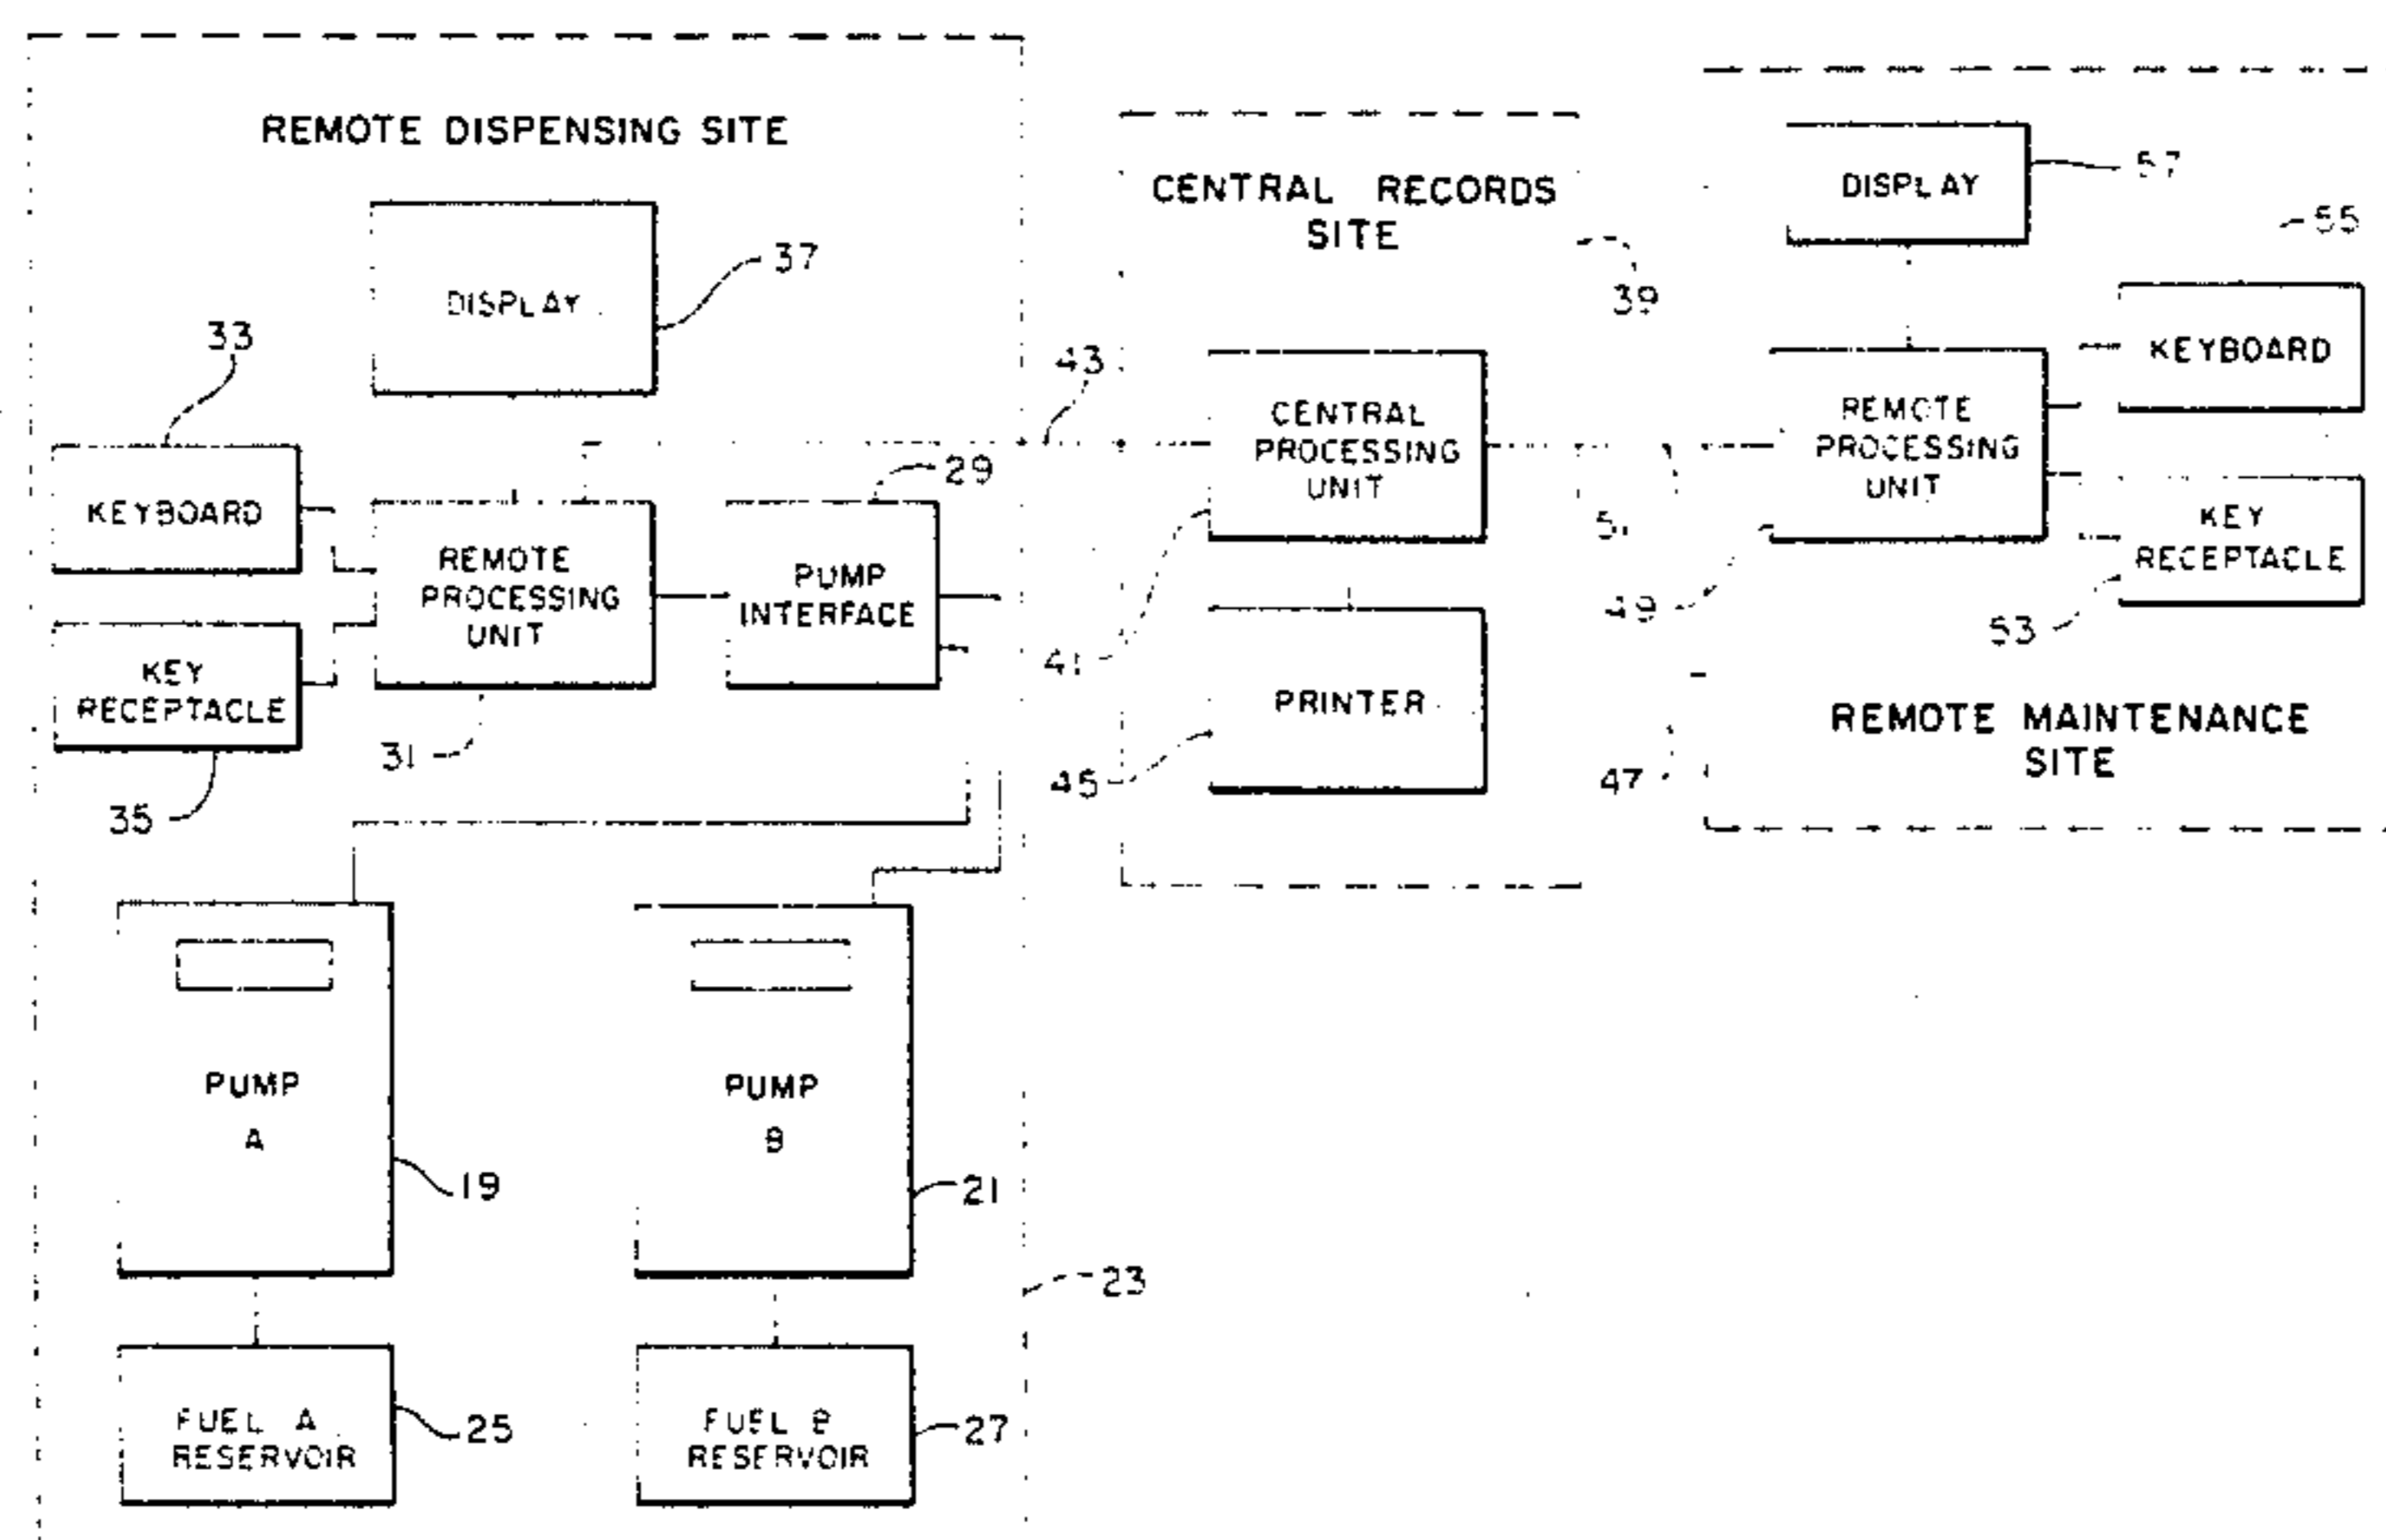 REMOTE DISPENSING SITE
DISPLAY
37
33
KEYBOARD
29
REMOTE
PROCESSING
UNIT
PUMP
INTERFACE
KEY
RECEPTACLE
31
35
PUMP
A
19
PUMP
B
21
23
FUEL A
RESERVOIR
25
FUEL B
RESERVOIR
27
CENTRAL RECORDS
SITE
39
43
CENTRAL
PROCESSING
UNIT
41
PRINTER
45
DISPLAY
57
55
KEYBOARD
REMOTE
PROCESSING
UNIT
KEY
RECEPTACLE
49
53
47
REMOTE MAINTENANCE
SITE